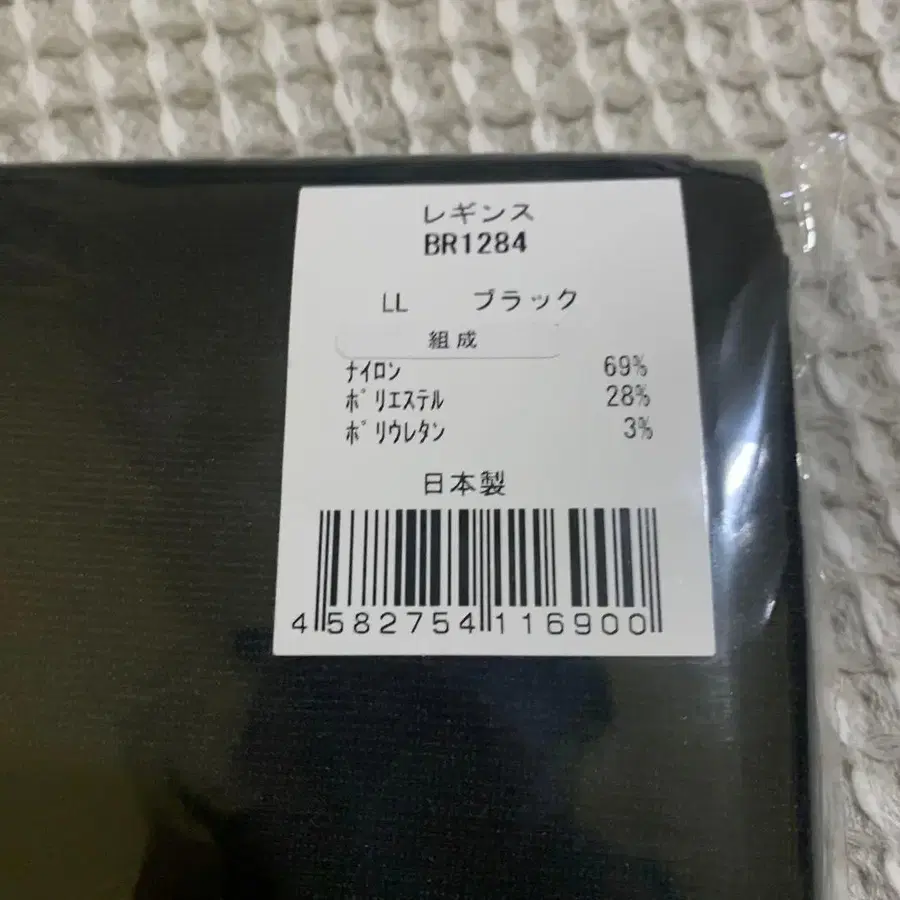 レギンス
BR1284
LL ブラック
組成
ﾅｲﾛﾝ 69%
ﾎﾟﾘｴｽﾃﾙ 28%
ﾎﾟﾘｳﾚﾀﾝ 3%
日本製
4582754116900